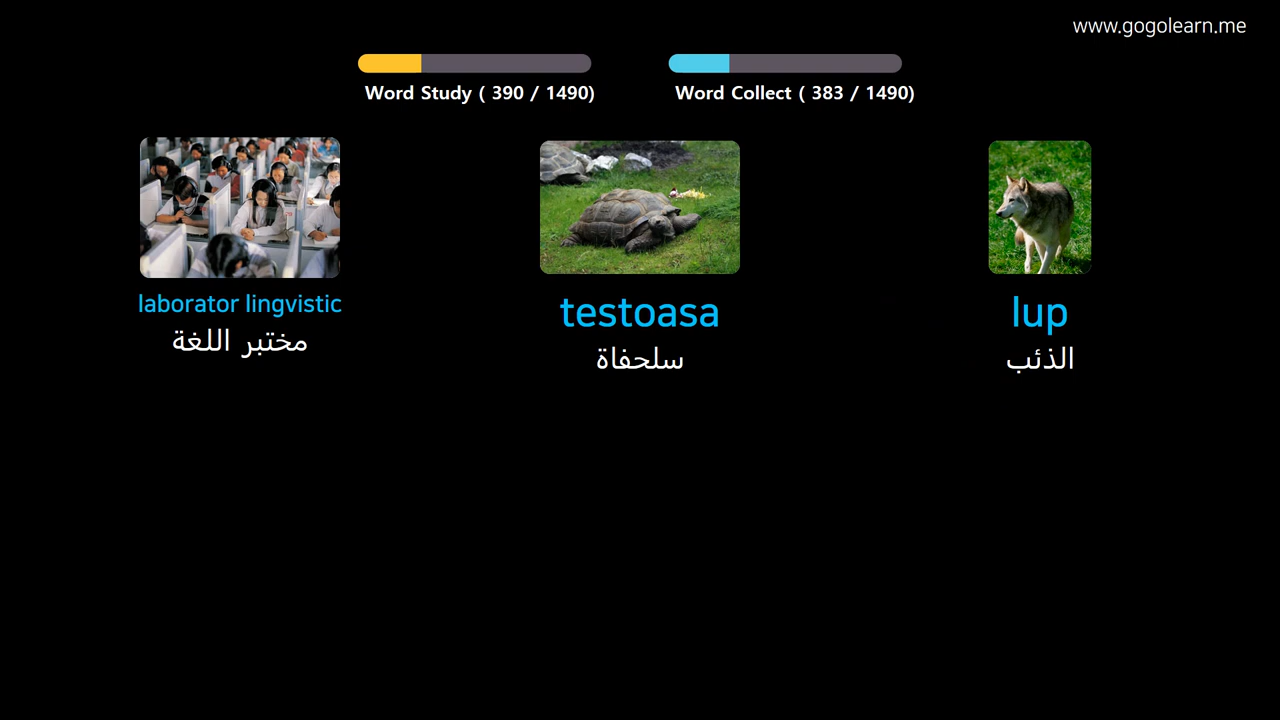 www.gogolearn.me
Word Study ( 390 / 1490)
Word Collect ( 383 / 1490)
laborator lingvistic
مختبر اللغة
testoasa
سلحفاة
lup
الذئب